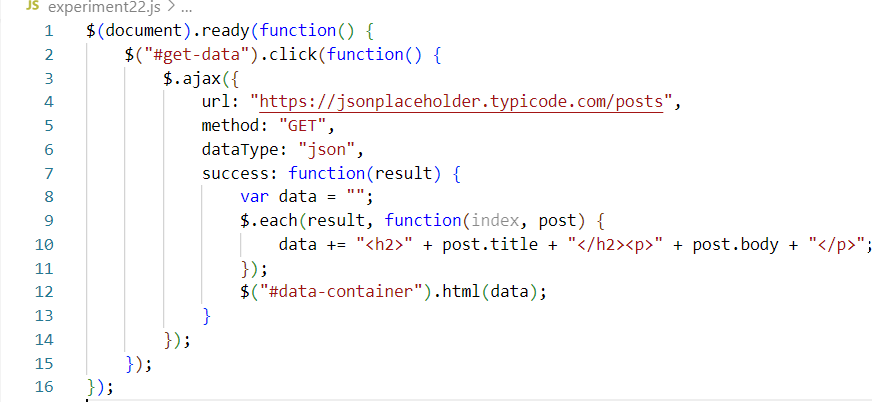 JS experiment22.js > ...
1 $(document).ready(function() {
2     $("#get-data").click(function() {
3         $.ajax({
4             url: "https://jsonplaceholder.typicode.com/posts",
5             method: "GET",
6             dataType: "json",
7             success: function(result) {
8                 var data = "";
9                 $.each(result, function(index, post) {
10                     data += "<h2>" + post.title + "</h2><p>" + post.body + "</p>";
11                 });
12                 $("#data-container").html(data);
13             }
14         });
15     });
16 });